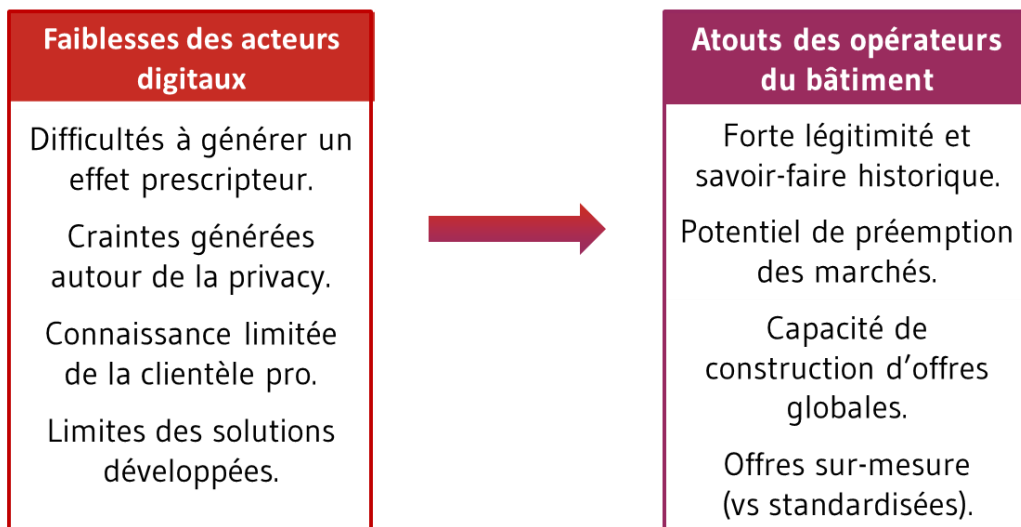 Faiblesses des acteurs
digitaux
Difficultés à générer un
effet prescripteur.
Craintes générées
autour de la privacy.
Connaissance limitée
de la clientèle pro.
Limites des solutions
développées.
Atouts des opérateurs
du bâtiment
Forte légitimité et
savoir-faire historique.
Potentiel de préemption
des marchés.
Capacité de
construction d’offres
globales.
Offres sur-mesure
(vs standardisées).